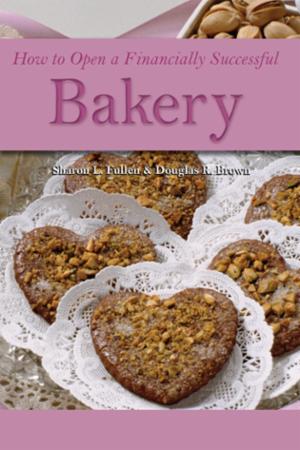 How to Open a Financially Successful
Bakery
Sharon L. Fullen & Douglas R. Brown